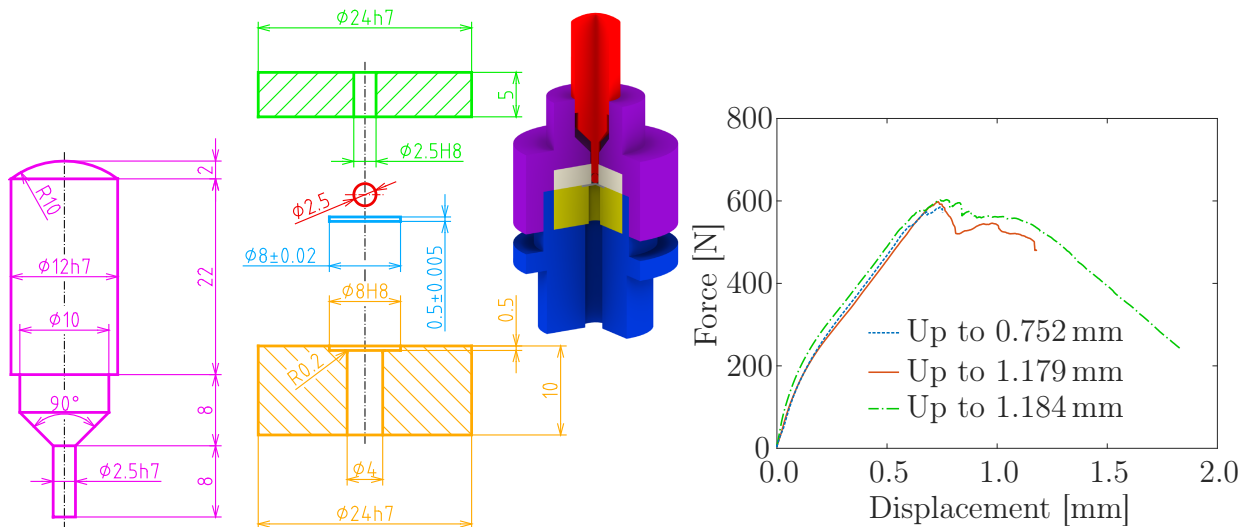 2
R10
ϕ12h7
22
ϕ10
90°
8
ϕ2.5h7
8
ϕ24h7
5
ϕ2.5H8
ϕ2.5
ϕ8±0.02
0.5±0.005
ϕ8H8
0.5
R0.2
10
ϕ4
ϕ24h7
800
600
400
200
0
Force [N]
Up to 0.752 mm
Up to 1.179 mm
Up to 1.184 mm
0.0 0.5 1.0 1.5 2.0
Displacement [mm]